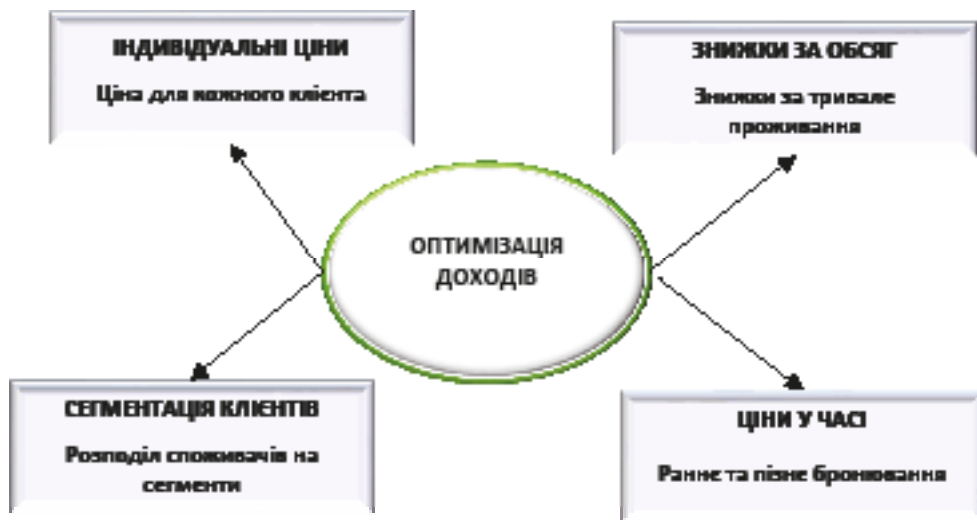 ІНДИВІДУАЛЬНІ ЦІНИ
Ціна для кожного клієнта
ЗНИЖКИ ЗА ОБСЯГ
Знижки за тривале
проживання
ОПТИМІЗАЦІЯ
ДОХОДІВ
СЕГМЕНТАЦІЯ КЛІЄНТІВ
Розподіл споживачів на
сегменти
ЦІНИ У ЧАСІ
Раннє та пізнє бронювання